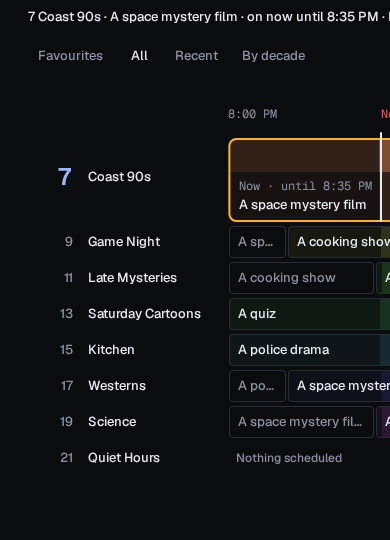 7 Coast 90s · A space mystery film · on now until 8:35 PM ·
Favourites All Recent By decade
8:00 PM
7 Coast 90s
Now · until 8:35 PM
A space mystery film
9 Game Night A sp… A cooking show
11 Late Mysteries A cooking show
13 Saturday Cartoons A quiz
15 Kitchen A police drama
17 Westerns A po… A space
19 Science A space mystery fil…
21 Quiet Hours Nothing scheduled